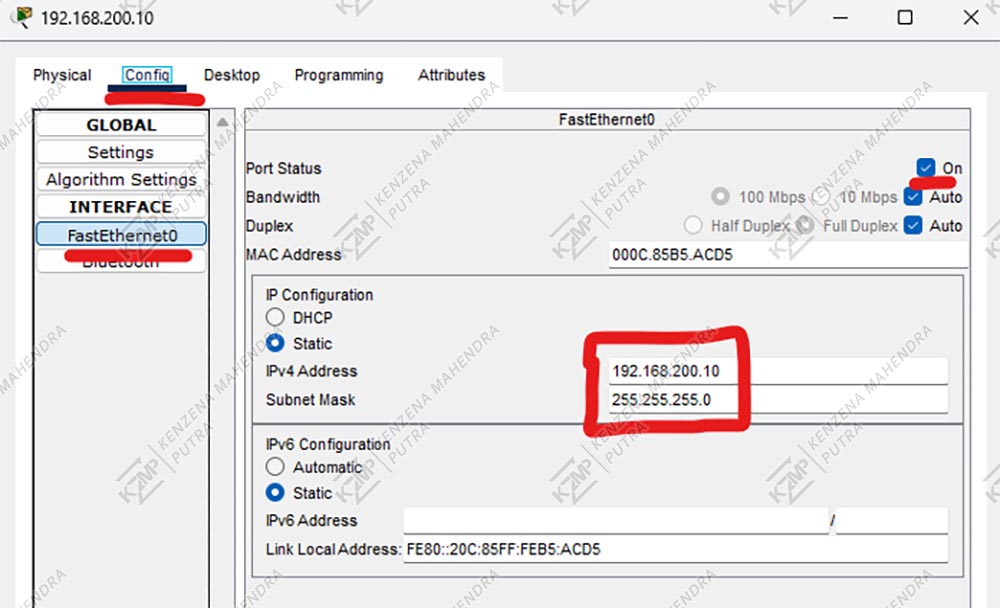 192.168.200.10
Physical Config Desktop Programming Attributes
GLOBAL
Settings
Algorithm Settings
INTERFACE
FastEthernet0
Bluetooth
FastEthernet0
Port Status On
Bandwidth 100 Mbps 10 Mbps Auto
Duplex Half Duplex Full Duplex Auto
MAC Address 000C.85B5.ACD5
IP Configuration
DHCP
Static
IPv4 Address 192.168.200.10
Subnet Mask 255.255.255.0
IPv6 Configuration
Automatic
Static
IPv6 Address /
Link Local Address: FE80::20C:85FF:FEB5:ACD5
KZMP KENZENA MAHENDRA PUTRA